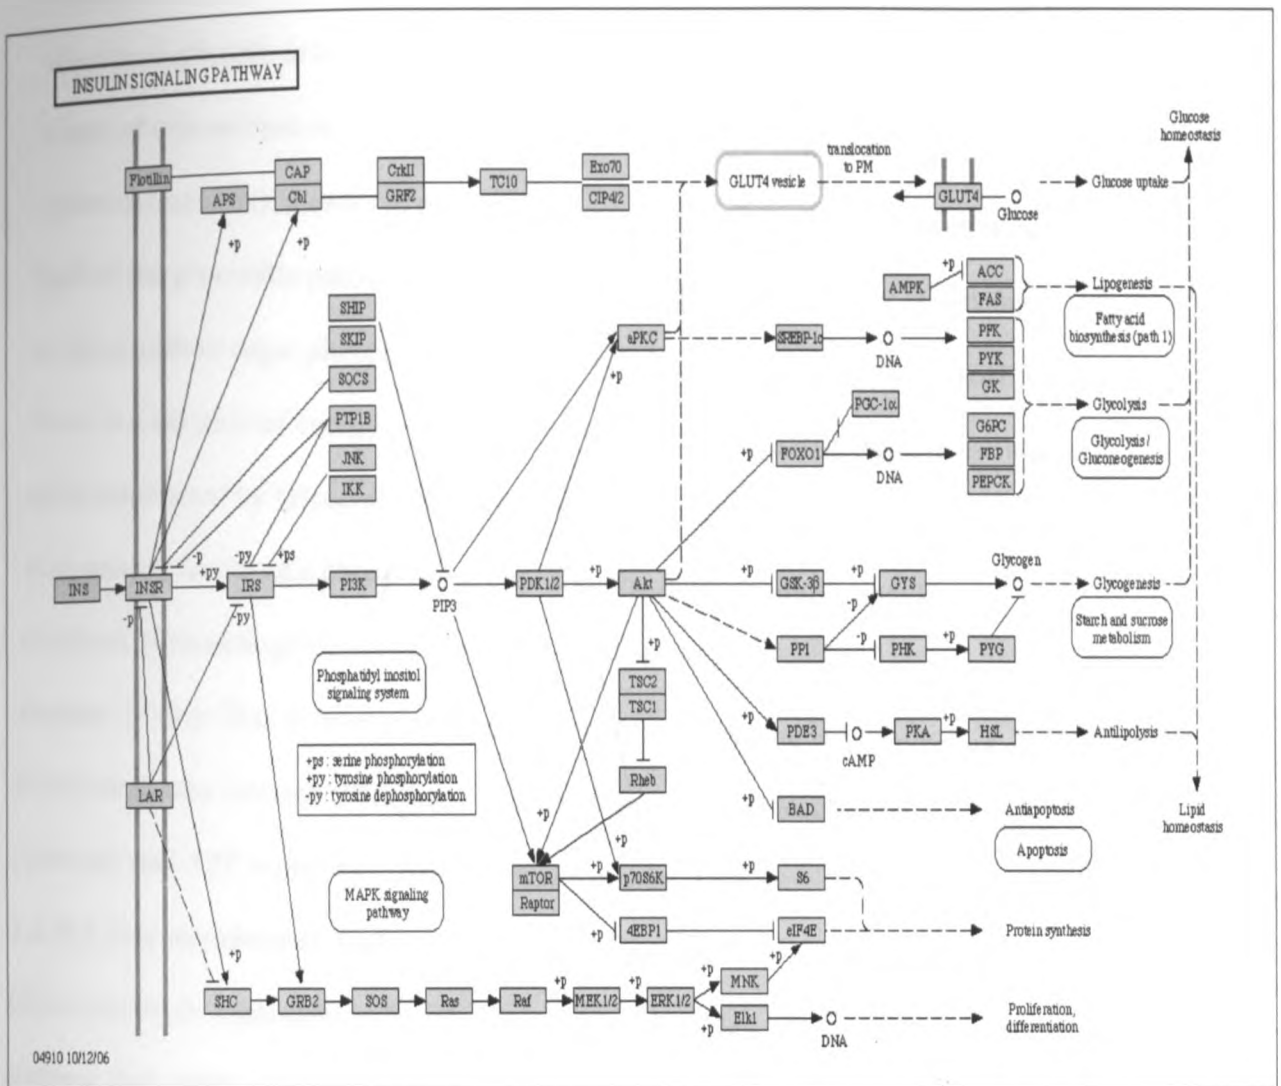 INSULIN SIGNALING PATHWAY
Glucose
homeostasis
Flotillin
CAP
Cbl
APS
CrkII
GRF2
TC10
Exo70
CIP4/2
GLUT4 vesicle
translocation
to PM
GLUT4
Glucose
Glucose uptake
+p
+p
SHIP
SKIP
SOCS
PTP1B
JNK
IKK
aPKC
+p
SREBP-1c
DNA
AMPK
+p
ACC
FAS
PFK
PYK
GK
Lipogenesis
Fatty acid
biosynthesis (path 1)
PGC-1α
FOXO1
+p
DNA
G6PC
FBP
PEPCK
Glycolysis
Glycolysis /
Gluconeogenesis
INS
INSR
-p
+py
-py
+ps
IRS
PI3K
PIP3
PDK1/2
+p
Akt
+p
GSK-3β
+p
GYS
Glycogen
Glycogenesis
-p
-py
-p
PP1
-p
PHK
+p
PYG
Starch and sucrose
metabolism
Phosphatidyl inositol
signaling system
+p
TSC2
TSC1
+p
PDE3
cAMP
PKA
+p
HSL
Antilipolysis
+ps : serine phosphorylation
+py : tyrosine phosphorylation
-py : tyrosine dephosphorylation
Rheb
LAR
+p
BAD
Antiapoptosis
Apoptosis
Lipid
homeostasis
+p
+p
mTOR
Raptor
+p
p70S6K
+p
S6
MAPK signaling
pathway
+p
4EBP1
eIF4E
Protein synthesis
+p
SHC
GRB2
SOS
Ras
Raf
+p
MEK1/2
+p
ERK1/2
+p
MNK
+p
+p
Elk1
DNA
Proliferation,
differentiation
04910 10/12/06